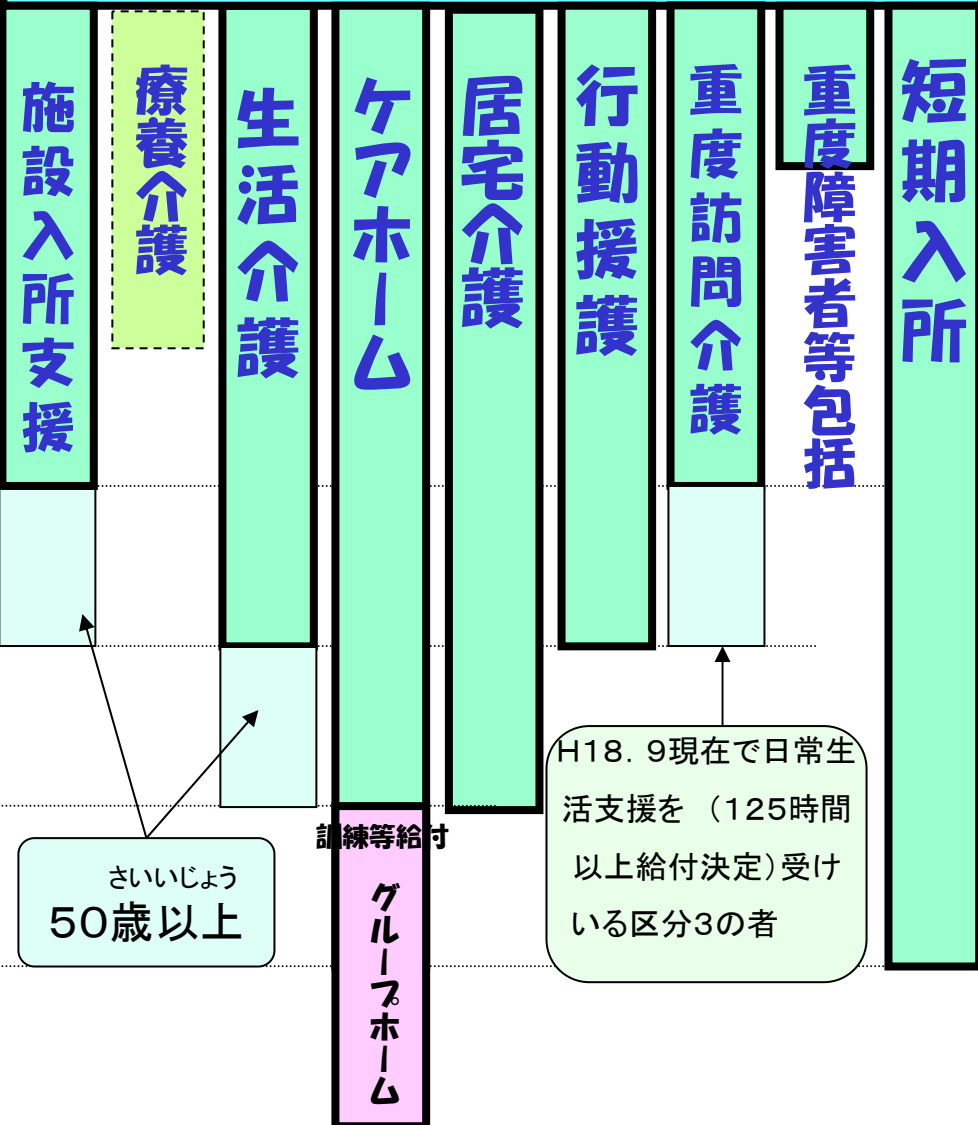 施設入所支援
療養介護
生活介護
ケアホーム
居宅介護
行動援護
重度訪問介護
重度障害者等包括
短期入所
訓練等給付
グループホーム
さいいじょう
50歳以上
H18.9現在で日常生
活支援を （125時間
以上給付決定）受け
いる区分3の者